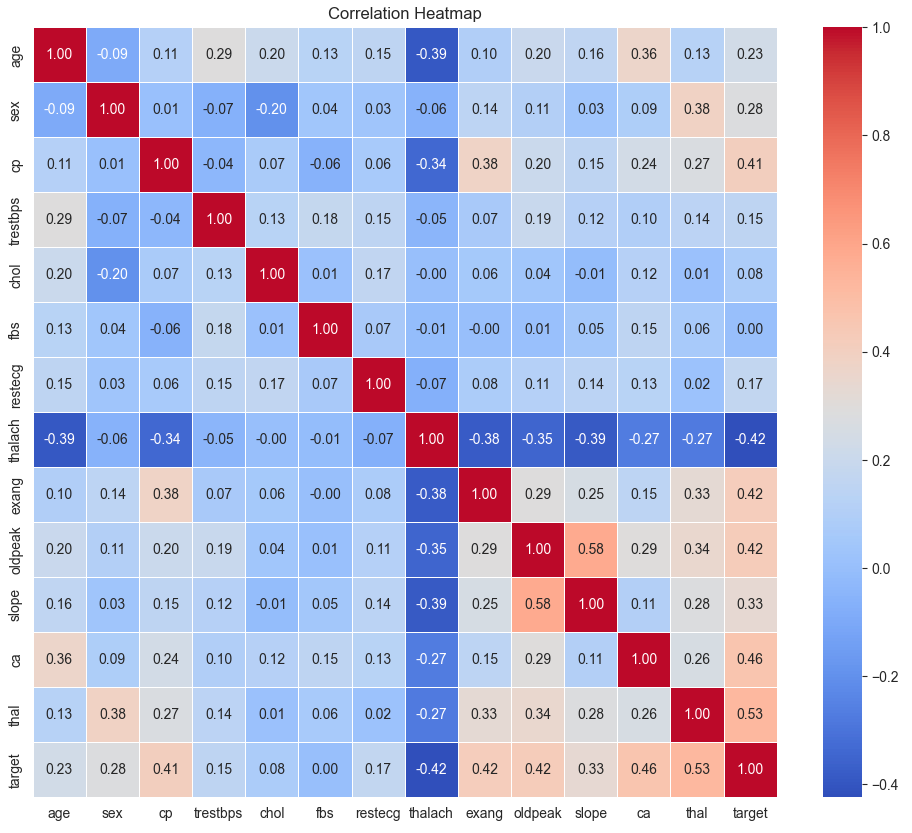 Correlation Heatmap
age 1.00 -0.09 0.11 0.29 0.20 0.13 0.15 -0.39 0.10 0.20 0.16 0.36 0.13 0.23
sex -0.09 1.00 0.01 -0.07 -0.20 0.04 0.03 -0.06 0.14 0.11 0.03 0.09 0.38 0.28
cp 0.11 0.01 1.00 -0.04 0.07 -0.06 0.06 -0.34 0.38 0.20 0.15 0.24 0.27 0.41
trestbps 0.29 -0.07 -0.04 1.00 0.13 0.18 0.15 -0.05 0.07 0.19 0.12 0.10 0.14 0.15
chol 0.20 -0.20 0.07 0.13 1.00 0.01 0.17 -0.00 0.06 0.04 -0.01 0.12 0.01 0.08
fbs 0.13 0.04 -0.06 0.18 0.01 1.00 0.07 -0.01 -0.00 0.01 0.05 0.15 0.06 0.00
restecg 0.15 0.03 0.06 0.15 0.17 0.07 1.00 -0.07 0.08 0.11 0.14 0.13 0.02 0.17
thalach -0.39 -0.06 -0.34 -0.05 -0.00 -0.01 -0.07 1.00 -0.38 -0.35 -0.39 -0.27 -0.27 -0.42
exang 0.10 0.14 0.38 0.07 0.06 -0.00 0.08 -0.38 1.00 0.29 0.25 0.15 0.33 0.42
oldpeak 0.20 0.11 0.20 0.19 0.04 0.01 0.11 -0.35 0.29 1.00 0.58 0.29 0.34 0.42
slope 0.16 0.03 0.15 0.12 -0.01 0.05 0.14 -0.39 0.25 0.58 1.00 0.11 0.28 0.33
ca 0.36 0.09 0.24 0.10 0.12 0.15 0.13 -0.27 0.15 0.29 0.11 1.00 0.26 0.46
thal 0.13 0.38 0.27 0.14 0.01 0.06 0.02 -0.27 0.33 0.34 0.28 0.26 1.00 0.53
target 0.23 0.28 0.41 0.15 0.08 0.00 0.17 -0.42 0.42 0.42 0.33 0.46 0.53 1.00
age sex cp trestbps chol fbs restecg thalach exang oldpeak slope ca thal target
1.0
0.8
0.6
0.4
0.2
0.0
−0.2
−0.4